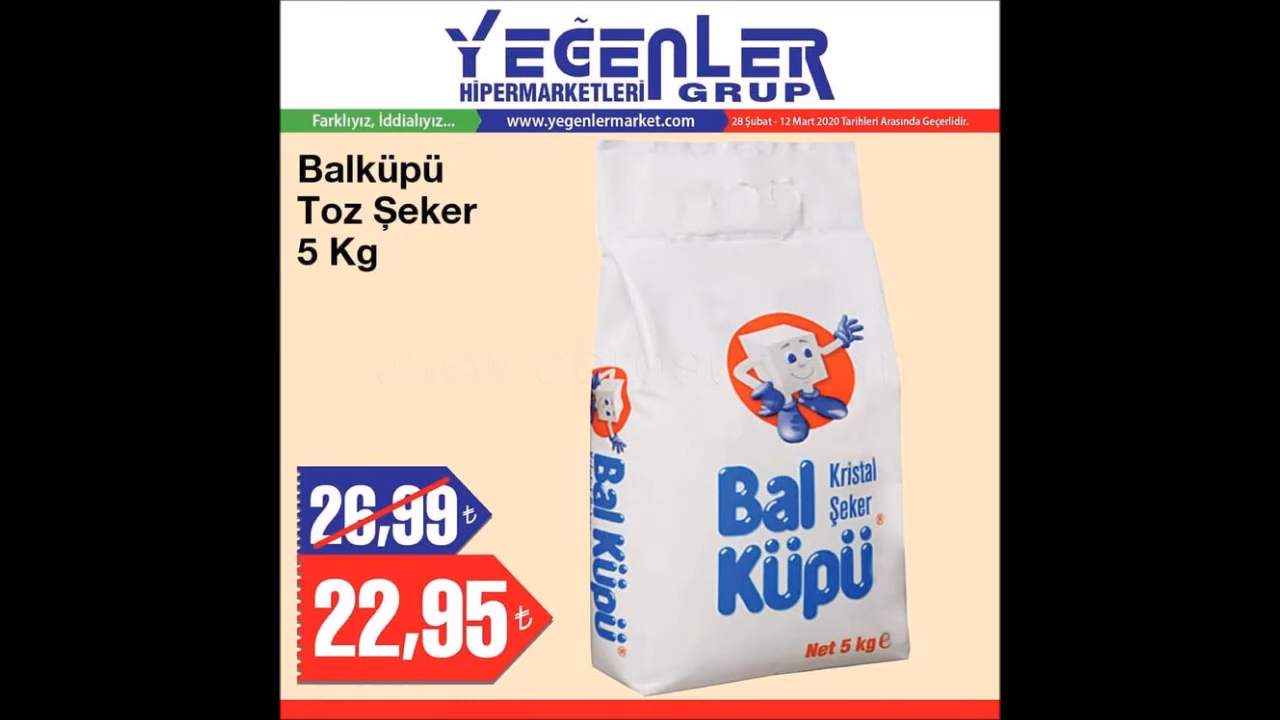 YEĞENLER
HİPERMARKETLERİ GRUP
Farklıyız, İddialıyız...
www.yegenlermarket.com
28 Şubat - 12 Mart 2020 Tarihleri Arasında Geçerlidir.
Balküpü
Toz Şeker
5 Kg
Bal
Küpü
Kristal
Şeker
®
Net 5 kg e
Bal Küpü
26,99 ₺
22,95 ₺